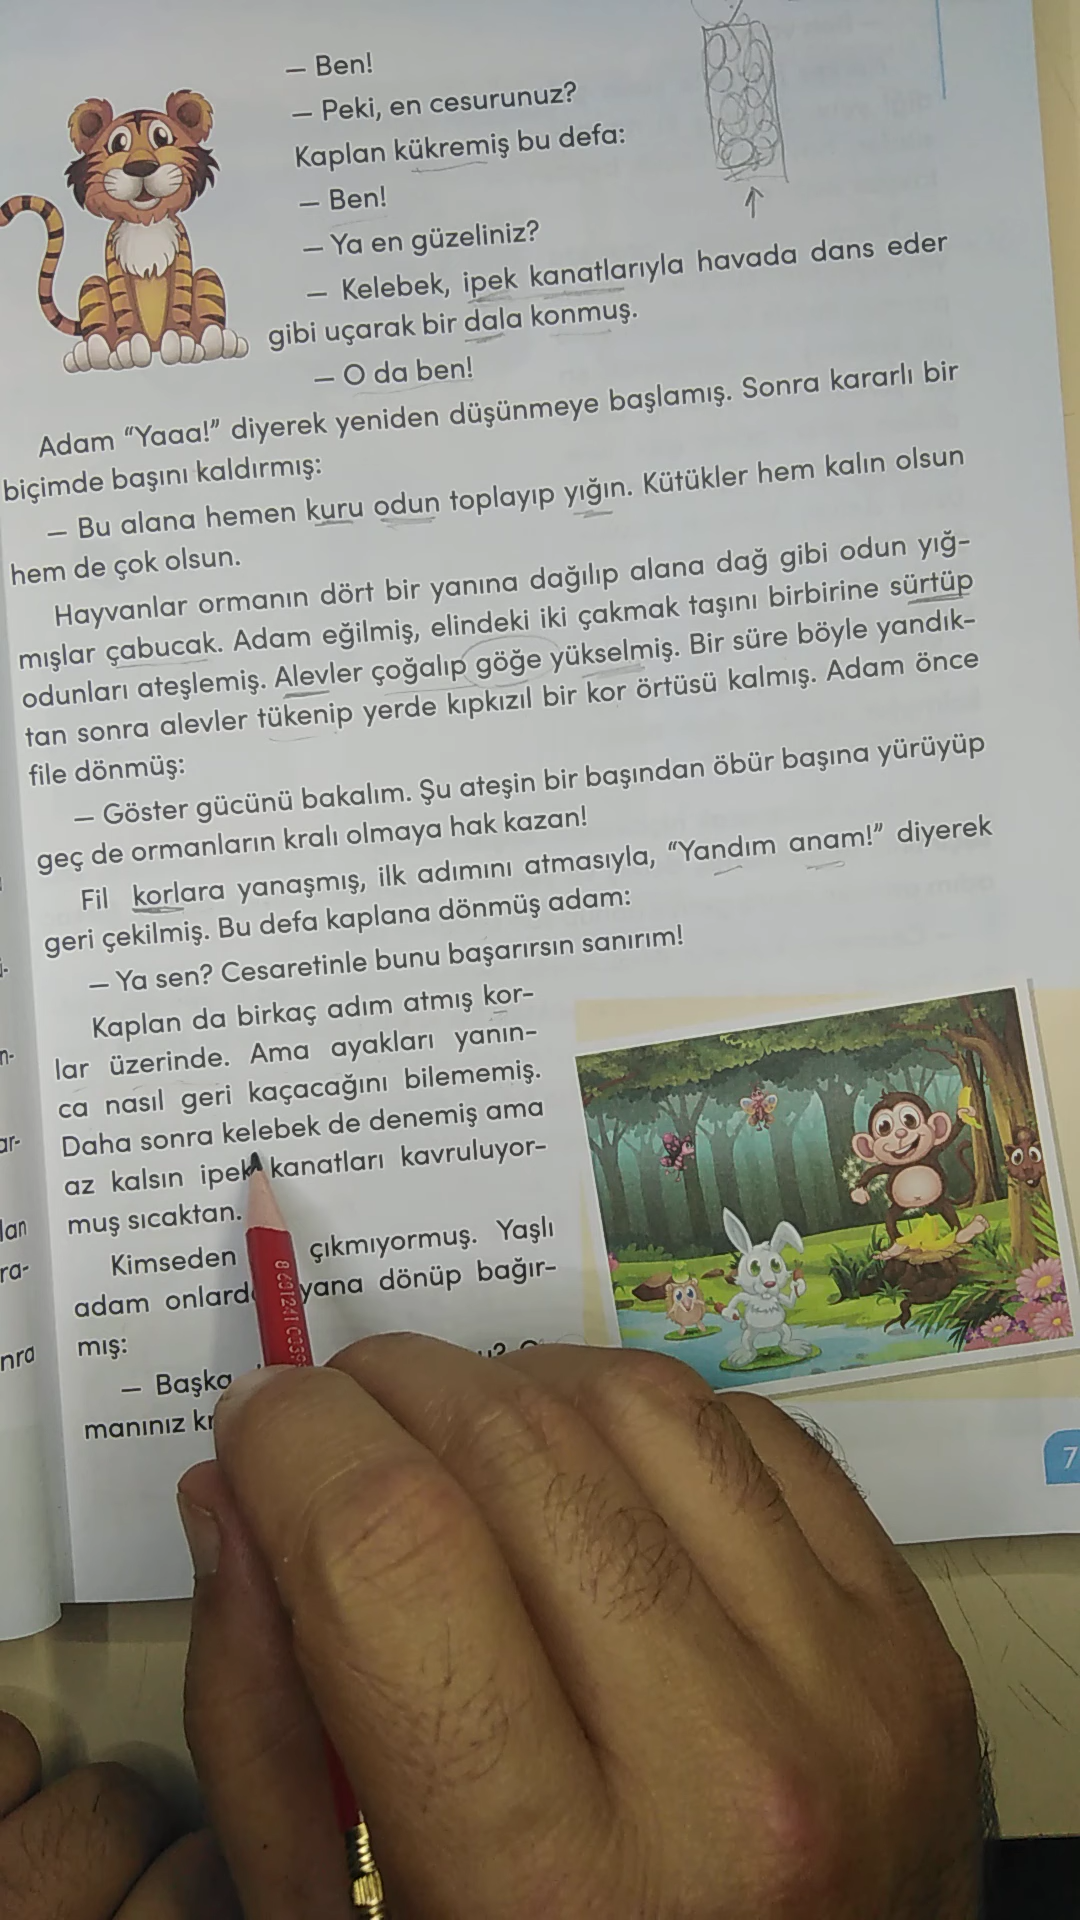 – Ben!
– Peki, en cesurunuz?
Kaplan kükremiş bu defa:
– Ben!
– Ya en güzeliniz?
– Kelebek, ipek kanatlarıyla havada dans eder
gibi uçarak bir dala konmuş.
– O da ben!
Adam “Yaaa!” diyerek yeniden düşünmeye başlamış. Sonra kararlı bir
biçimde başını kaldırmış:
– Bu alana hemen kuru odun toplayıp yığın. Kütükler hem kalın olsun
hem de çok olsun.
Hayvanlar ormanın dört bir yanına dağılıp alana dağ gibi odun yığ-
mışlar çabucak. Adam eğilmiş, elindeki iki çakmak taşını birbirine sürtüp
odunları ateşlemiş. Alevler çoğalıp göğe yükselmiş. Bir süre böyle yandık-
tan sonra alevler tükenip yerde kıpkızıl bir kor örtüsü kalmış. Adam önce
file dönmüş:
– Göster gücünü bakalım. Şu ateşin bir başından öbür başına yürüyüp
geç de ormanların kralı olmaya hak kazan!
Fil korlara yanaşmış, ilk adımını atmasıyla, “Yandım anam!” diyerek
geri çekilmiş. Bu defa kaplana dönmüş adam:
– Ya sen? Cesaretinle bunu başarırsın sanırım!
Kaplan da birkaç adım atmış kor-
lar üzerinde. Ama ayakları yanın-
ca nasıl geri kaçacağını bilememiş.
Daha sonra kelebek de denemiş ama
az kalsın ipek kanatları kavruluyor-
muş sıcaktan.
Kimseden çıkmıyormuş. Yaşlı
adam yana dönüp bağır-
mış:
– Başka
manınız
7